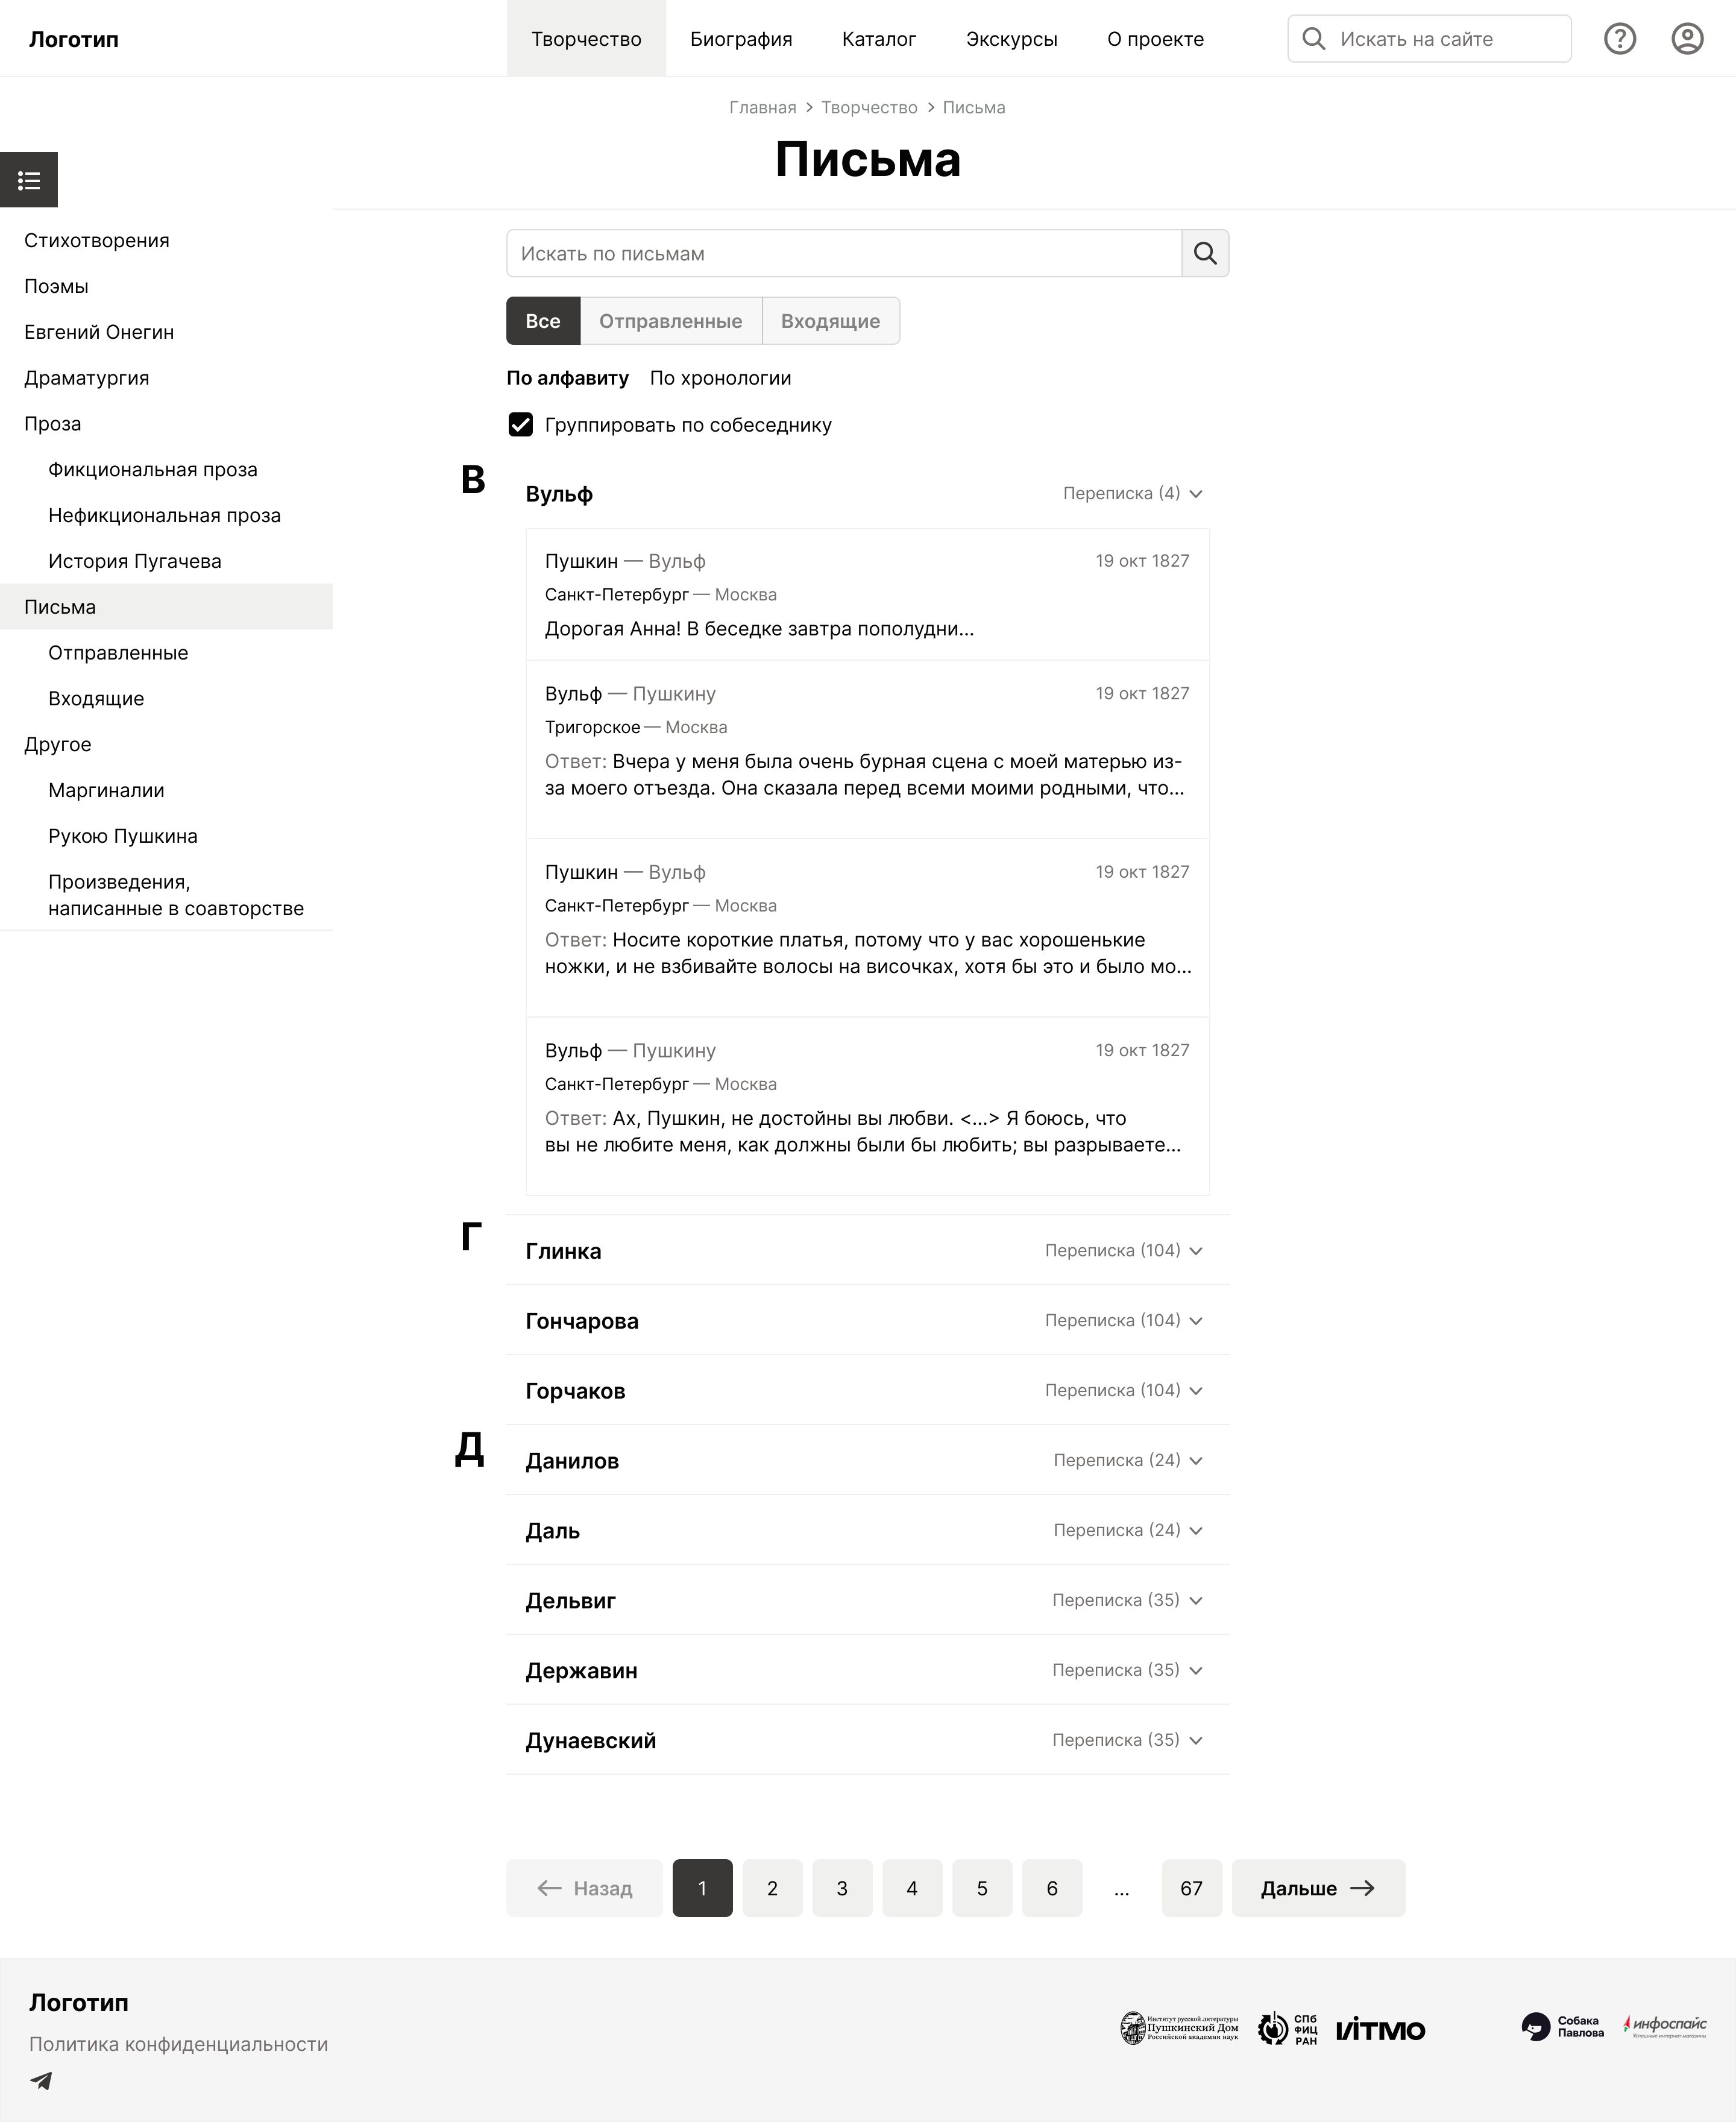 Логотип
Творчество
Биография
Каталог
Экскурсы
О проекте
Искать на сайте
Главная > Творчество > Письма
Письма
Стихотворения
Поэмы
Евгений Онегин
Драматургия
Проза
Фикциональная проза
Нефикциональная проза
История Пугачева
Письма
Отправленные
Входящие
Другое
Маргиналии
Рукою Пушкина
Произведения,
написанные в соавторстве
Искать по письмам
Все
Отправленные
Входящие
По алфавиту
По хронологии
Группировать по собеседнику
В
Вульф
Переписка (4)
Пушкин — Вульф
19 окт 1827
Санкт-Петербург — Москва
Дорогая Анна! В беседке завтра пополудни...
Вульф — Пушкину
19 окт 1827
Тригорское — Москва
Ответ: Вчера у меня была очень бурная сцена с моей матерью из-
за моего отъезда. Она сказала перед всеми моими родными, что...
Пушкин — Вульф
19 окт 1827
Санкт-Петербург — Москва
Ответ: Носите короткие платья, потому что у вас хорошенькие
ножки, и не взбивайте волосы на височках, хотя бы это и было мо...
Вульф — Пушкину
19 окт 1827
Санкт-Петербург — Москва
Ответ: Ах, Пушкин, не достойны вы любви. <...> Я боюсь, что
вы не любите меня, как должны были бы любить; вы разрываете...
Г
Глинка
Переписка (104)
Гончарова
Переписка (104)
Горчаков
Переписка (104)
Д
Данилов
Переписка (24)
Даль
Переписка (24)
Дельвиг
Переписка (35)
Державин
Переписка (35)
Дунаевский
Переписка (35)
Назад
1
2
3
4
5
6
...
67
Дальше
Логотип
Политика конфиденциальности
Институт русской литературы
Пушкинский Дом
Российской академии наук
СПб
ФИЦ
РАН
ИТМО
Собака
Павлова
инфоспайс
Успешные интернет-магазины